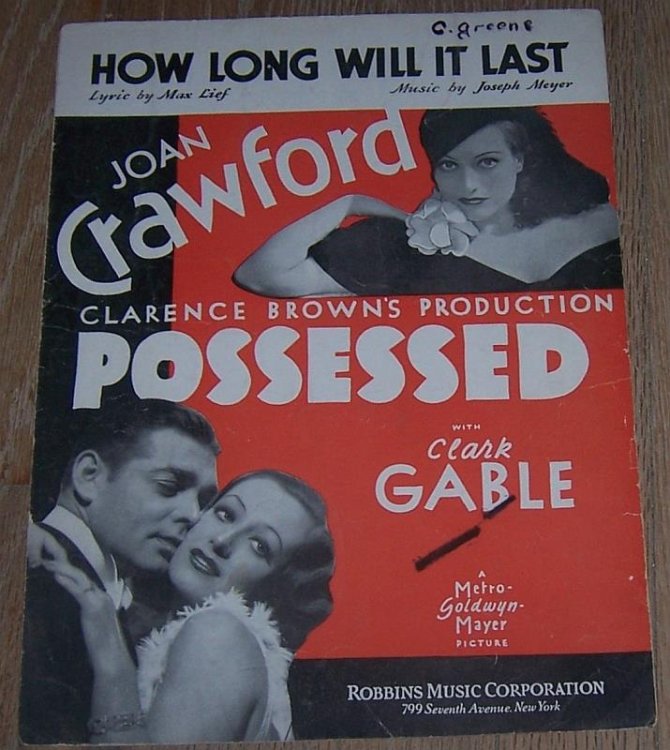 C. Greene
HOW LONG WILL IT LAST
Lyric by Max Lief
Music by Joseph Meyer
JOAN
Crawford
CLARENCE BROWN'S PRODUCTION
POSSESSED
WITH
Clark
GABLE
A
Metro-
Goldwyn-
Mayer
PICTURE
ROBBINS MUSIC CORPORATION
799 Seventh Avenue, New York